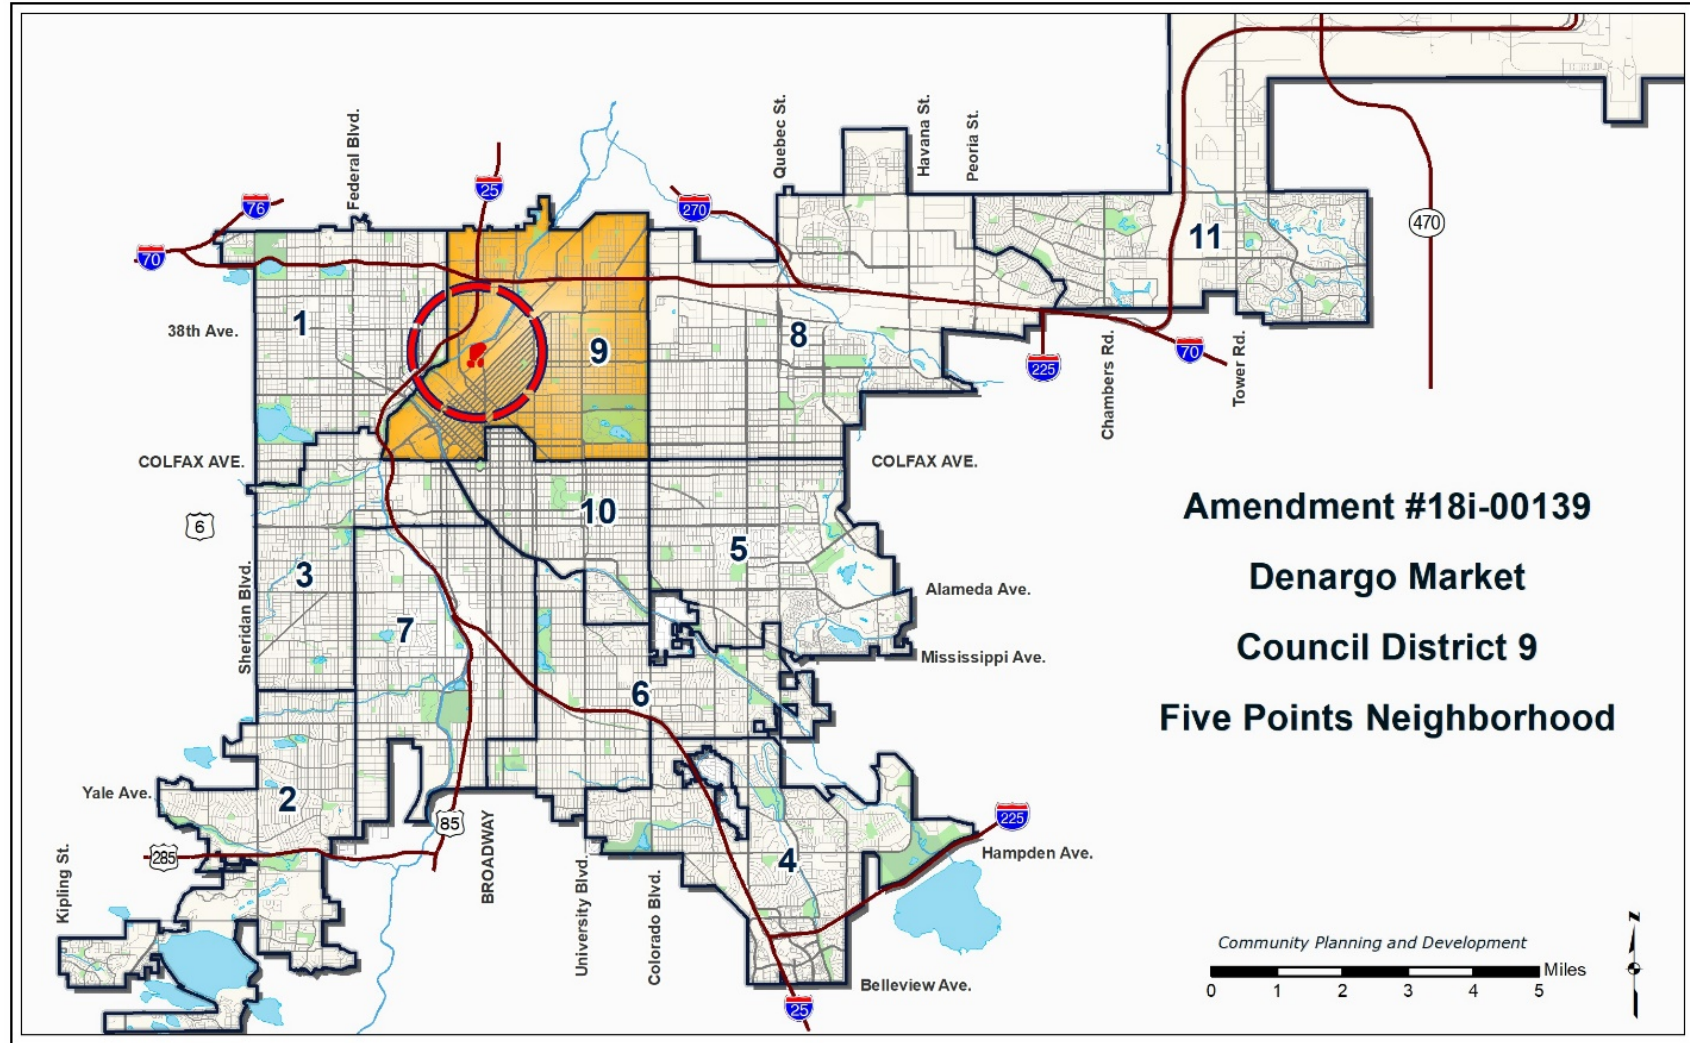 Federal Blvd.
Quebec St.
Havana St.
Peoria St.
76
25
270
470
70
11
38th Ave.
1
9
8
225
70
Chambers Rd.
Tower Rd.
COLFAX AVE.
COLFAX AVE.
6
10
5
3
Sheridan Blvd.
7
Alameda Ave.
Mississippi Ave.
6
Amendment #18i-00139
Denargo Market
Council District 9
Five Points Neighborhood
Yale Ave.
2
85
285
BROADWAY
University Blvd.
Colorado Blvd.
4
225
Hampden Ave.
Kipling St.
Belleview Ave.
25
Community Planning and Development
Miles
0 1 2 3 4 5
N